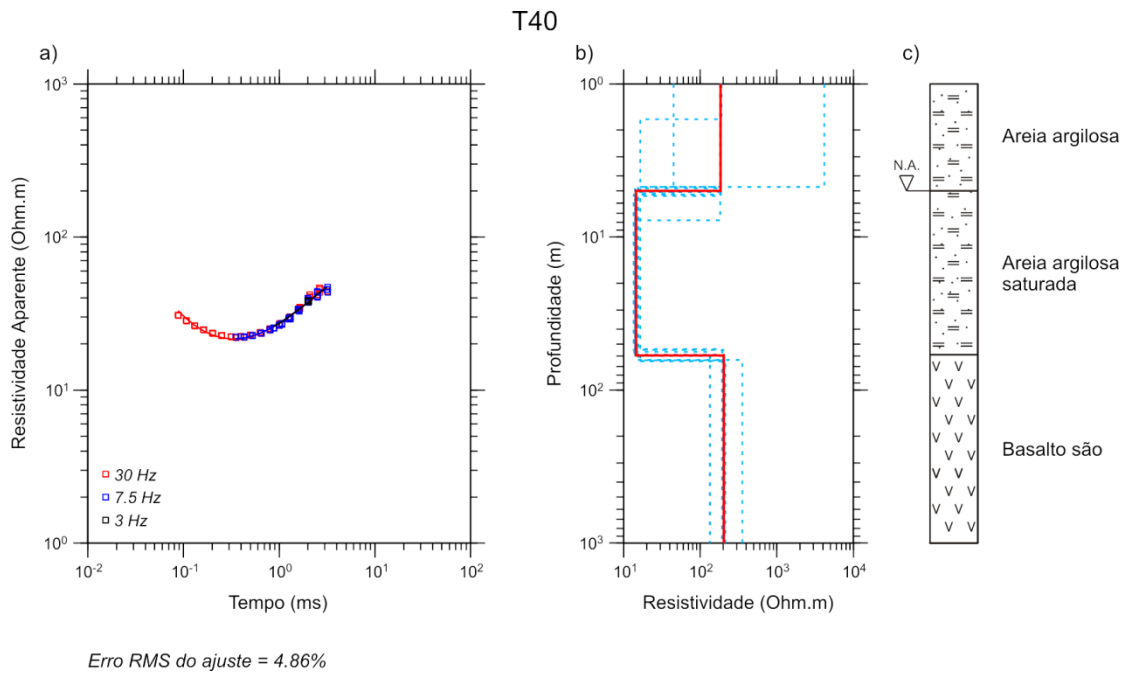 T40
a)
b)
c)
10³
10²
10¹
10⁰
10⁻²
10⁻¹
10⁰
10¹
10²
Resistividade Aparente (Ohm.m)
Tempo (ms)
30 Hz
7.5 Hz
3 Hz
10⁰
10¹
10²
10³
10¹
10²
10³
10⁴
Profundidade (m)
Resistividade (Ohm.m)
N.A.
Areia argilosa
Areia argilosa
saturada
Basalto são
Erro RMS do ajuste = 4.86%